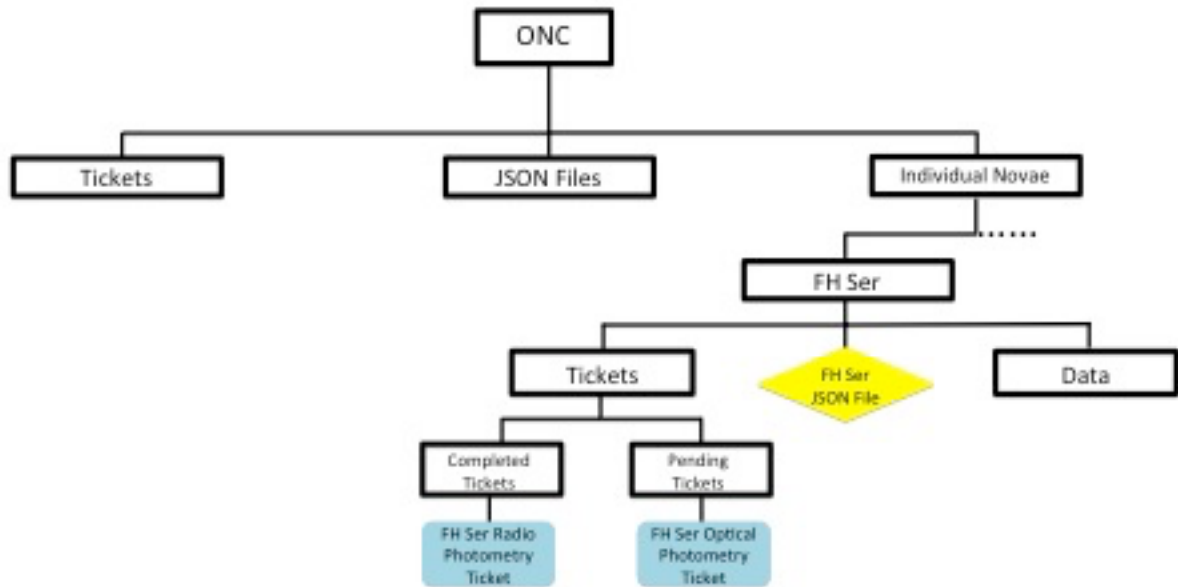 ONC
Tickets
JSON Files
Individual Novae
FH Ser
Tickets
FH Ser
JSON File
Data
Completed
Tickets
Pending
Tickets
FH Ser Radio
Photometry
Ticket
FH Ser Optical
Photometry
Ticket